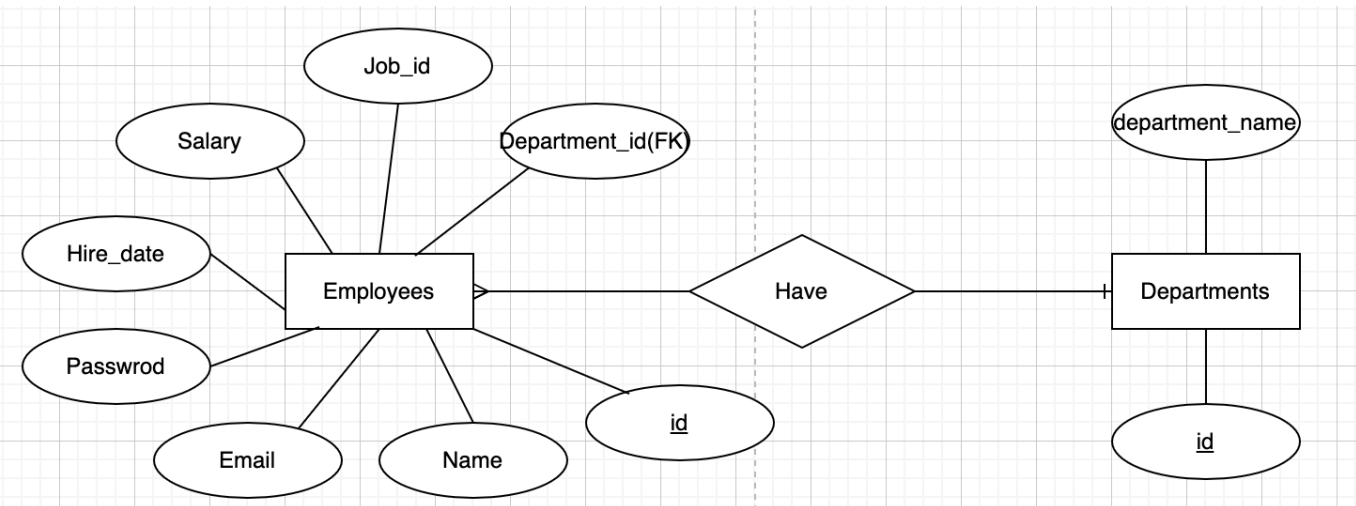 Job_id
Salary
Department_id(FK)
department_name
Hire_date
Employees
Have
Departments
Passwrod
id
id
Email
Name